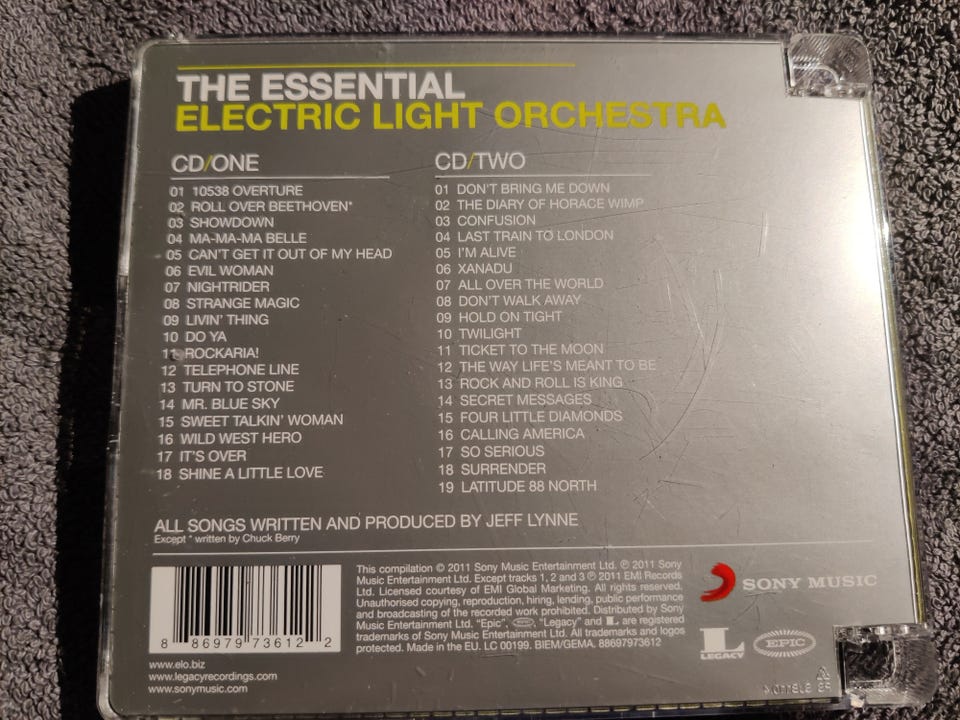 THE ESSENTIAL
ELECTRIC LIGHT ORCHESTRA
CD/ONE
01 10538 OVERTURE
02 ROLL OVER BEETHOVEN*
03 SHOWDOWN
04 MA-MA-MA BELLE
05 CAN'T GET IT OUT OF MY HEAD
06 EVIL WOMAN
07 NIGHTRIDER
08 STRANGE MAGIC
09 LIVIN' THING
10 DO YA
11 ROCKARIA!
12 TELEPHONE LINE
13 TURN TO STONE
14 MR. BLUE SKY
15 SWEET TALKIN' WOMAN
16 WILD WEST HERO
17 IT'S OVER
18 SHINE A LITTLE LOVE
CD/TWO
01 DON'T BRING ME DOWN
02 THE DIARY OF HORACE WIMP
03 CONFUSION
04 LAST TRAIN TO LONDON
05 I'M ALIVE
06 XANADU
07 ALL OVER THE WORLD
08 DON'T WALK AWAY
09 HOLD ON TIGHT
10 TWILIGHT
11 TICKET TO THE MOON
12 THE WAY LIFE'S MEANT TO BE
13 ROCK AND ROLL IS KING
14 SECRET MESSAGES
15 FOUR LITTLE DIAMONDS
16 CALLING AMERICA
17 SO SERIOUS
18 SURRENDER
19 LATITUDE 88 NORTH
ALL SONGS WRITTEN AND PRODUCED BY JEFF LYNNE
Except * written by Chuck Berry
8 86979 73612 2
This compilation © 2011 Sony Music Entertainment Ltd. ℗ 2011 Sony
Music Entertainment Ltd. Except tracks 1, 2 and 3 ℗ 2011 EMI Records
Ltd. Licensed courtesy of EMI Global Marketing. All rights reserved.
Unauthorised copying, reproduction, hiring, lending, public performance
and broadcasting of the recorded work prohibited. Distributed by Sony
Music Entertainment Ltd. "Epic", EPIC, "Legacy" and L are registered
trademarks of Sony Music Entertainment Ltd. All trademarks and logos
protected. Made in the EU. LC 00199. BIEM/GEMA. 88697973612
SONY MUSIC
L
LEGACY
EPIC
www.elo.biz
www.legacyrecordings.com
www.sonymusic.com